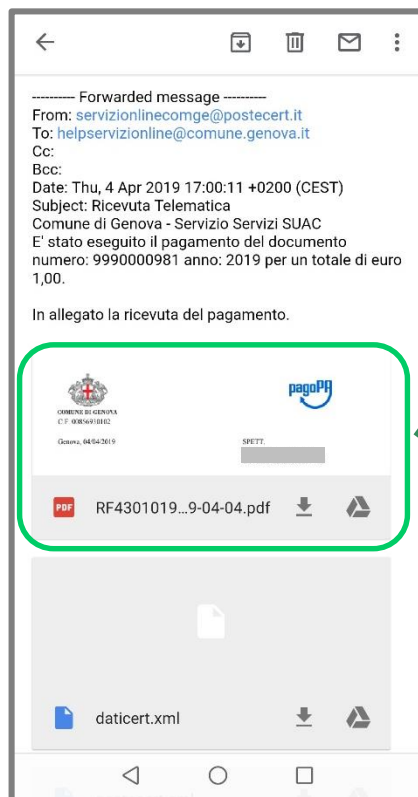 ---------- Forwarded message ----------
From: servizionlinecomge@postecert.it
To: helpservizionline@comune.genova.it
Cc:
Bcc:
Date: Thu, 4 Apr 2019 17:00:11 +0200 (CEST)
Subject: Ricevuta Telematica
Comune di Genova - Servizio Servizi SUAC
E' stato eseguito il pagamento del documento
numero: 9990000981 anno: 2019 per un totale di euro
1,00.
In allegato la ricevuta del pagamento.
pagoPA
COMUNE DI GENOVA
C.F. 00856930102
Genova, 04/04/2019
SPETT.
PDF
RF4301019...9-04-04.pdf
daticert.xml